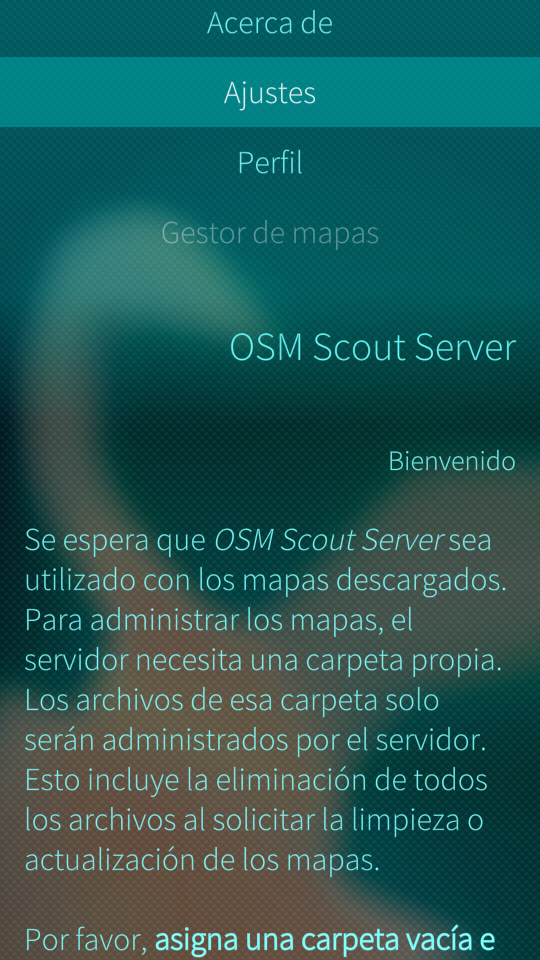 Acerca de
Ajustes
Perfil
Gestor de mapas
OSM Scout Server
Bienvenido
Se espera que OSM Scout Server sea
utilizado con los mapas descargados.
Para administrar los mapas, el
servidor necesita una carpeta propia.
Los archivos de esa carpeta solo
serán administrados por el servidor.
Esto incluye la eliminación de todos
los archivos al solicitar la limpieza o
actualización de los mapas.
Por favor, asigna una carpeta vacía e